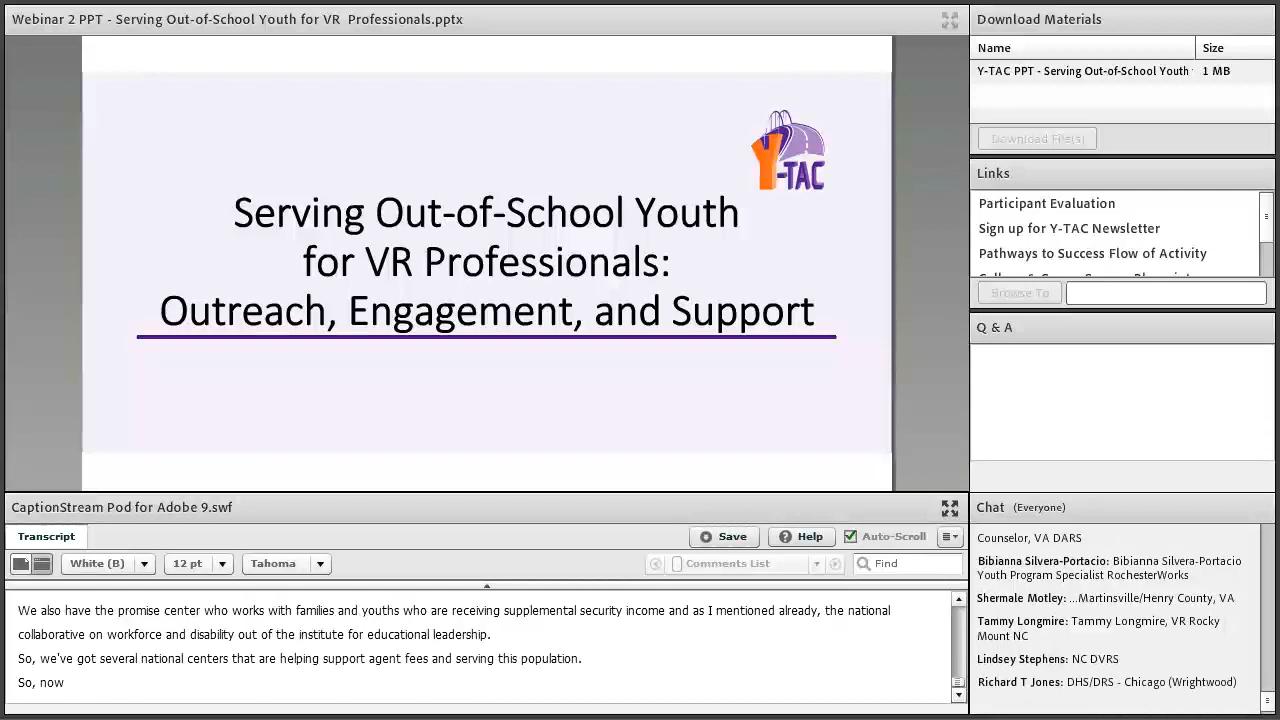 Webinar 2 PPT - Serving Out-of-School Youth for VR  Professionals.pptx
Y-TAC
Serving Out-of-School Youth
for VR Professionals:
Outreach, Engagement, and Support
CaptionStream Pod for Adobe 9.swf
Transcript
Save
Help
Auto-Scroll
White (B)
12 pt
Tahoma
Comments List
Find
We also have the promise center who works with families and youths who are receiving supplemental security income and as I mentioned already, the national
collaborative on workforce and disability out of the institute for educational leadership.
So, we've got several national centers that are helping support agent fees and serving this population.
So, now
Download Materials
Name Size
Y-TAC PPT - Serving Out-of-School Youth 1 MB
Download File(s)
Links
Participant Evaluation
Sign up for Y-TAC Newsletter
Pathways to Success Flow of Activity
Browse To
Q & A
Chat (Everyone)
Counselor, VA DARS
Bibianna Silvera-Portacio: Bibianna Silvera-Portacio
Youth Program Specialist RochesterWorks
Shermale Motley: ...Martinsville/Henry County, VA
Tammy Longmire: Tammy Longmire, VR Rocky
Mount NC
Lindsey Stephens: NC DVRS
Richard T Jones: DHS/DRS - Chicago (Wrightwood)